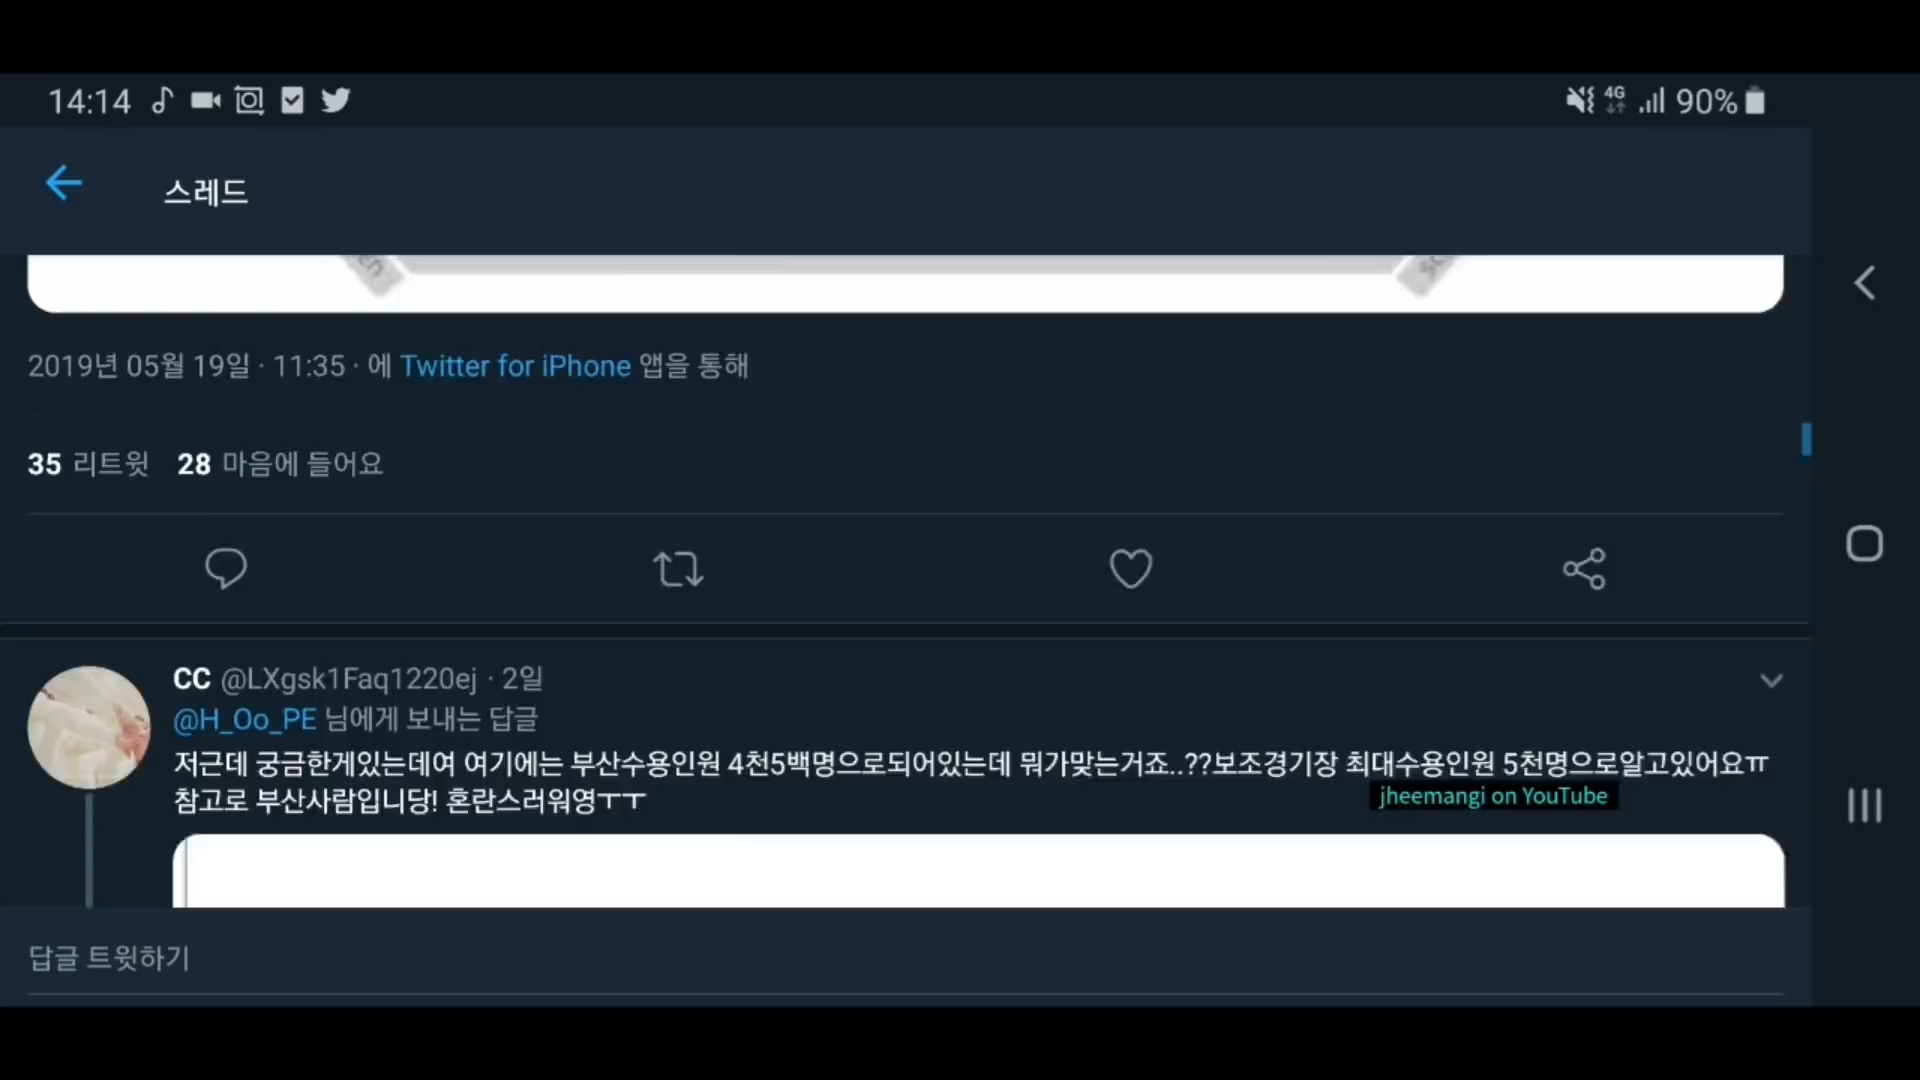 14:14
4G 90%
스레드
2019년 05월 19일 · 11:35 · 에 Twitter for iPhone 앱을 통해
35 리트윗 28 마음에 들어요
CC @LXgsk1Faq1220ej · 2일
@H_Oo_PE 님에게 보내는 답글
저근데 궁금한게있는데여 여기에는 부산수용인원 4천5백명으로되어있는데 뭐가맞는거죠..??보조경기장 최대수용인원 5천명으로알고있어요ㅠ
참고로 부산사람입니당! 혼란스러워영ㅜㅜ
jheemangi on YouTube
답글 트윗하기